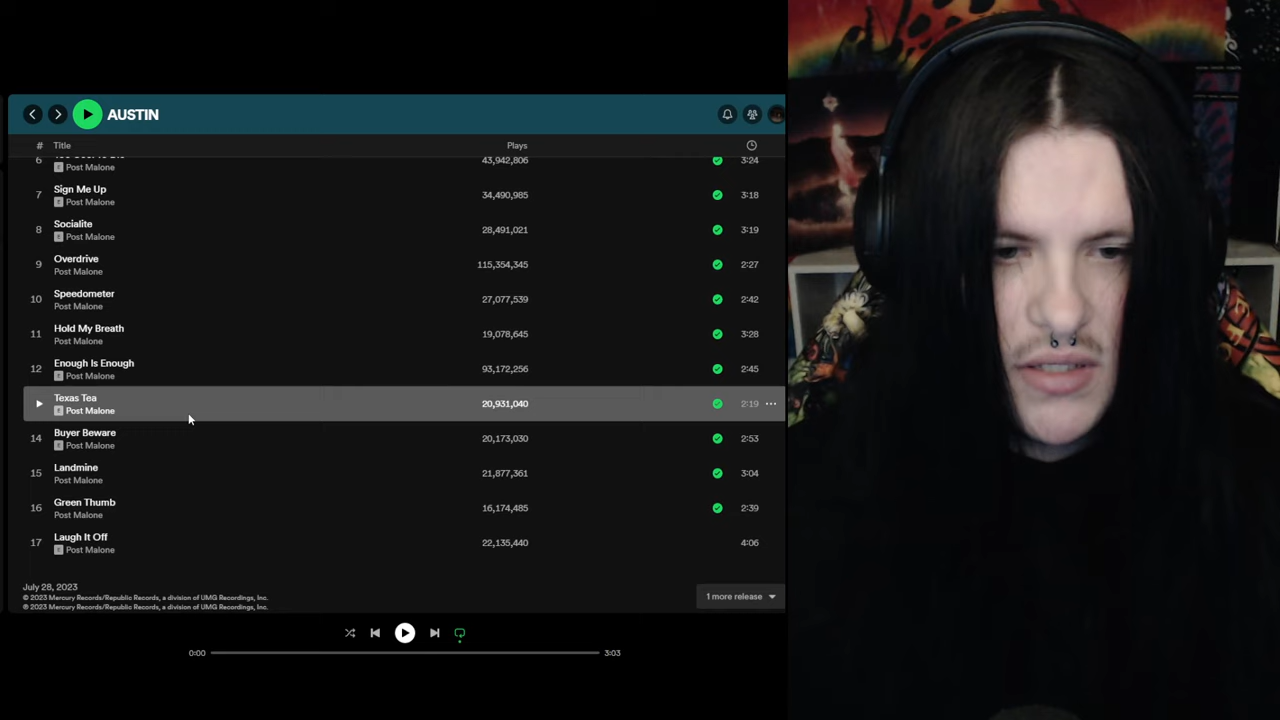 AUSTIN
# Title Plays
6 Post Malone 43,942,806 3:24
7 Sign Me Up 34,490,985 3:18
E Post Malone
8 Socialite 28,491,021 3:19
E Post Malone
9 Overdrive 115,354,345 2:27
Post Malone
10 Speedometer 27,077,539 2:42
Post Malone
11 Hold My Breath 19,078,645 3:28
Post Malone
12 Enough Is Enough 93,172,256 2:45
E Post Malone
Texas Tea 20,931,040 2:19
E Post Malone
14 Buyer Beware 20,173,030 2:53
E Post Malone
15 Landmine 21,877,361 3:04
Post Malone
16 Green Thumb 16,174,485 2:39
Post Malone
17 Laugh It Off 22,135,440 4:06
E Post Malone
July 28, 2023
© 2023 Mercury Records/Republic Records, a division of UMG Recordings, Inc.
℗ 2023 Mercury Records/Republic Records, a division of UMG Recordings, Inc.
1 more release
0:00 3:03